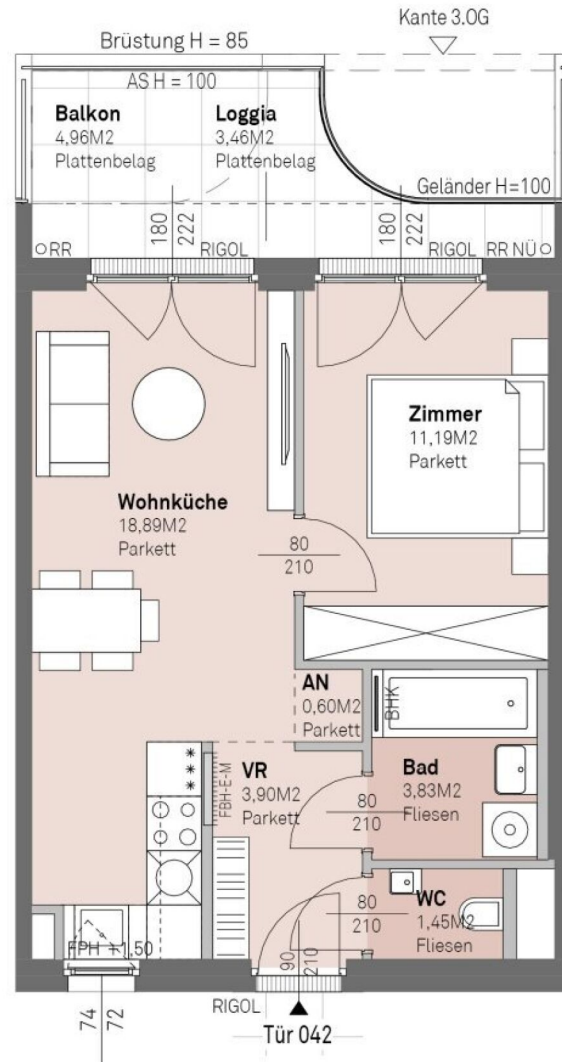 Kante 3.OG
Brüstung H = 85
AS H = 100
Balkon
4,96M2
Plattenbelag
Loggia
3,46M2
Plattenbelag
Geländer H=100
180
222
180
222
RR
RIGOL
RIGOL
RR NÜ
Zimmer
11,19M2
Parkett
Wohnküche
18,89M2
Parkett
80
210
AN
0,60M2
Parkett
BHK
VR
3,90M2
Parkett
FBH-E-M
Bad
3,83M2
Fliesen
80
210
WC
1,45M2
Fliesen
80
210
FPH +1,50
90
210
74
72
RIGOL
Tür 042